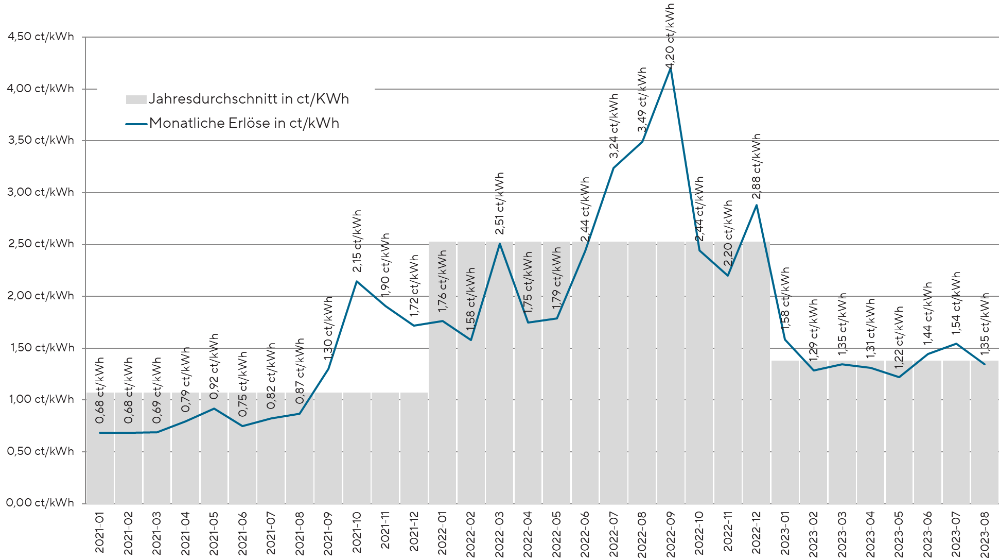 4,50 ct/kWh
4,00 ct/kWh
3,50 ct/kWh
3,00 ct/kWh
2,50 ct/kWh
2,00 ct/kWh
1,50 ct/kWh
1,00 ct/kWh
0,50 ct/kWh
0,00 ct/kWh
Jahresdurchschnitt in ct/KWh
Monatliche Erlöse in ct/kWh
0,68 ct/kWh
0,68 ct/kWh
0,69 ct/kWh
0,79 ct/kWh
0,92 ct/kWh
0,75 ct/kWh
0,82 ct/kWh
0,87 ct/kWh
1,30 ct/kWh
2,15 ct/kWh
1,90 ct/kWh
1,72 ct/kWh
1,76 ct/kWh
1,58 ct/kWh
2,51 ct/kWh
1,75 ct/kWh
1,79 ct/kWh
2,44 ct/kWh
3,24 ct/kWh
3,49 ct/kWh
4,20 ct/kWh
2,44 ct/kWh
2,20 ct/kWh
2,88 ct/kWh
1,58 ct/kWh
1,29 ct/kWh
1,35 ct/kWh
1,31 ct/kWh
1,22 ct/kWh
1,44 ct/kWh
1,54 ct/kWh
1,35 ct/kWh
2021-01
2021-02
2021-03
2021-04
2021-05
2021-06
2021-07
2021-08
2021-09
2021-10
2021-11
2021-12
2022-01
2022-02
2022-03
2022-04
2022-05
2022-06
2022-07
2022-08
2022-09
2022-10
2022-11
2022-12
2023-01
2023-02
2023-03
2023-04
2023-05
2023-06
2023-07
2023-08